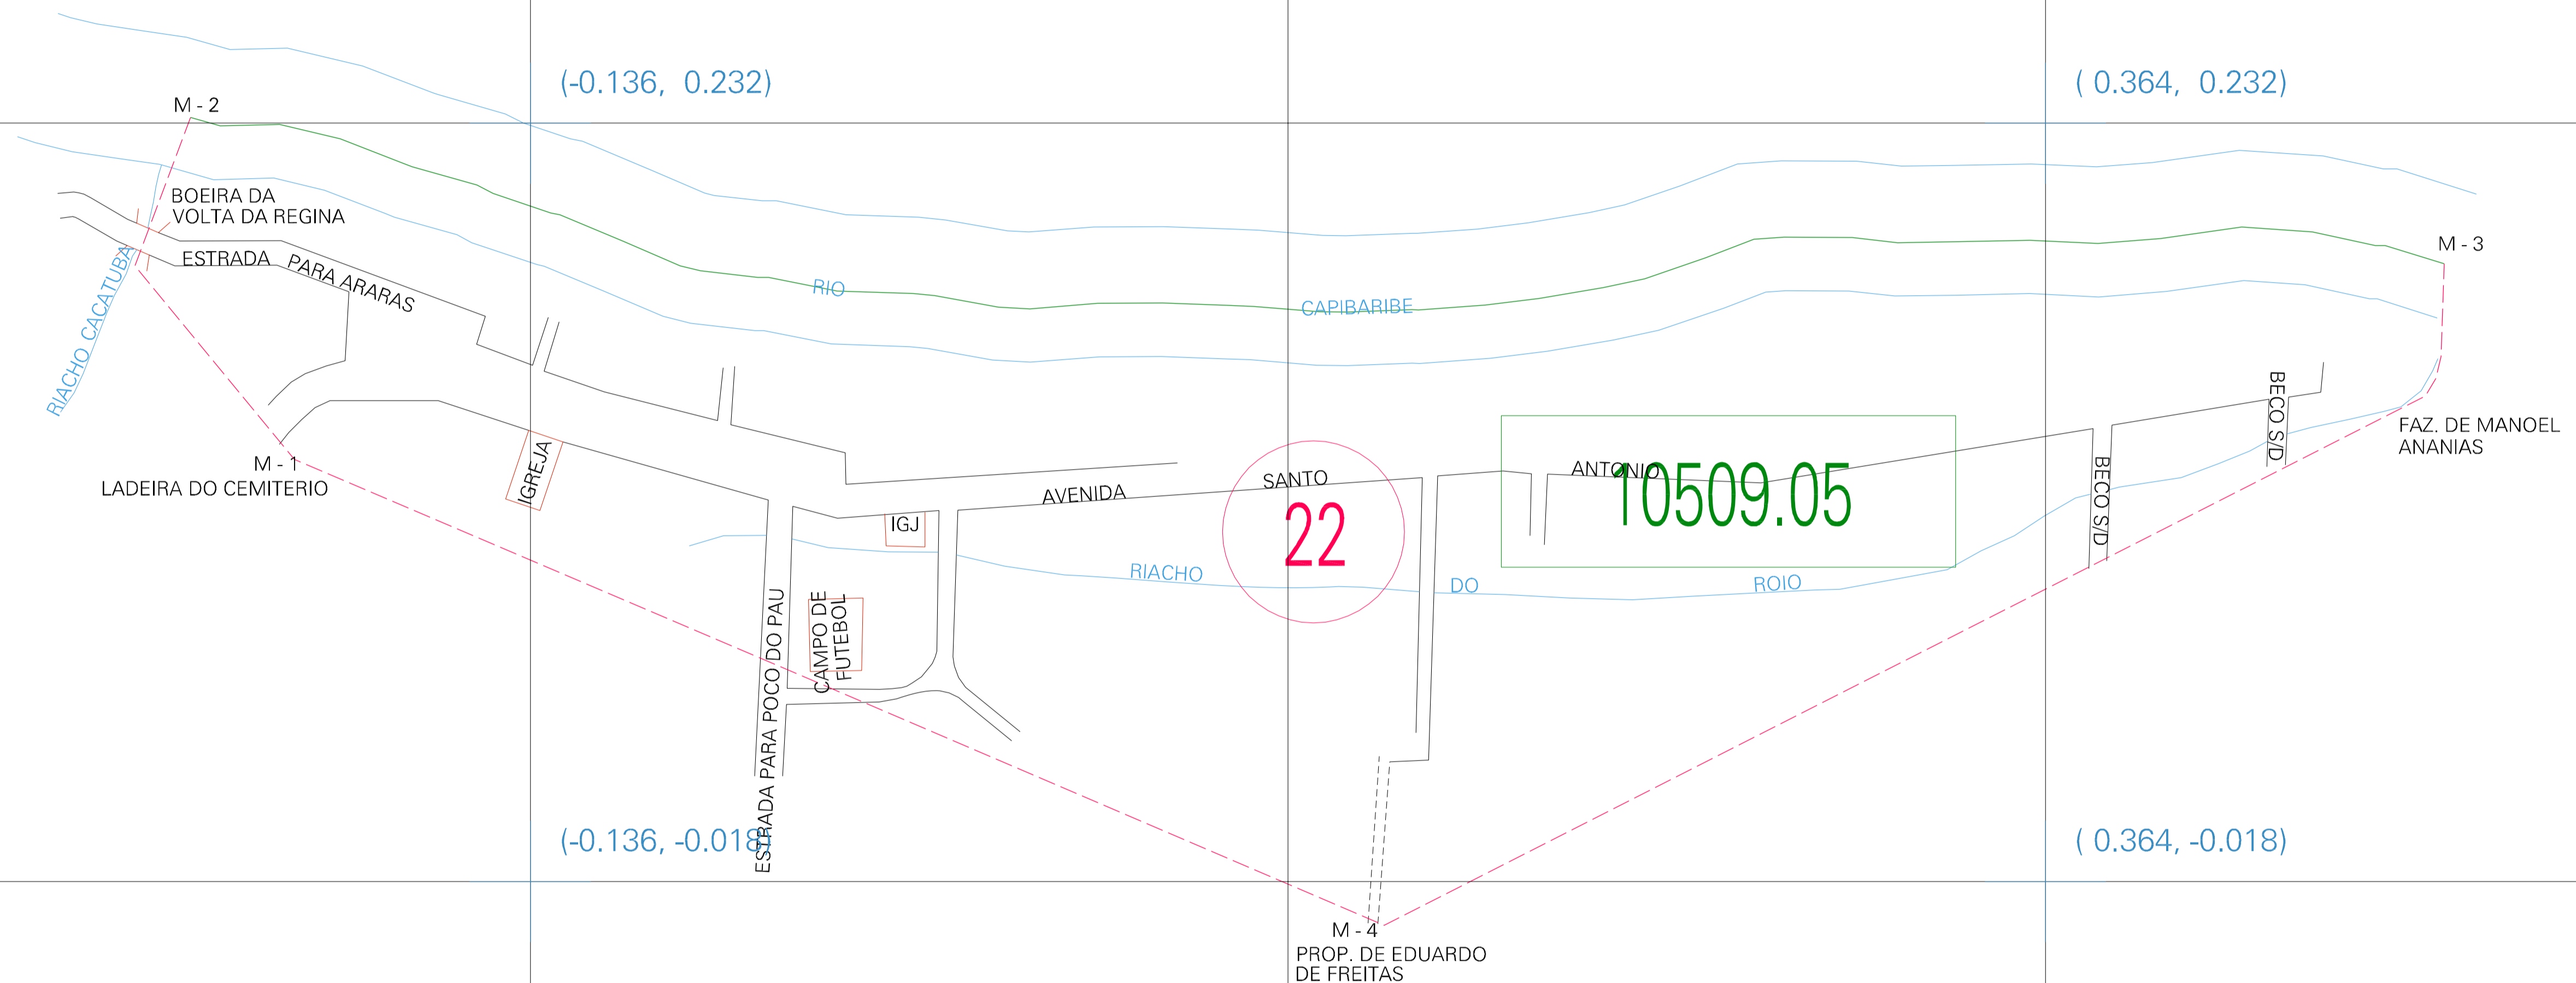 (-0.136,  0.232)
( 0.364,  0.232)
M - 2
BOEIRA DA
VOLTA DA REGINA
M - 3
ESTRADA PARA ARARAS
RIACHO CACATUBA
RIO CAPIBARIBE
BECO S/D
FAZ. DE MANOEL
ANANIAS
M - 1
LADEIRA DO CEMITERIO
IGREJA
AVENIDA SANTO ANTONIO
10509.05
22
BECO S/D
IGJ
RIACHO DO ROIO
CAMPO DE
FUTEBOL
ESTRADA PARA POCO DO PAU
(-0.136, -0.018)
( 0.364, -0.018)
M - 4
PROP. DE EDUARDO
DE FREITAS